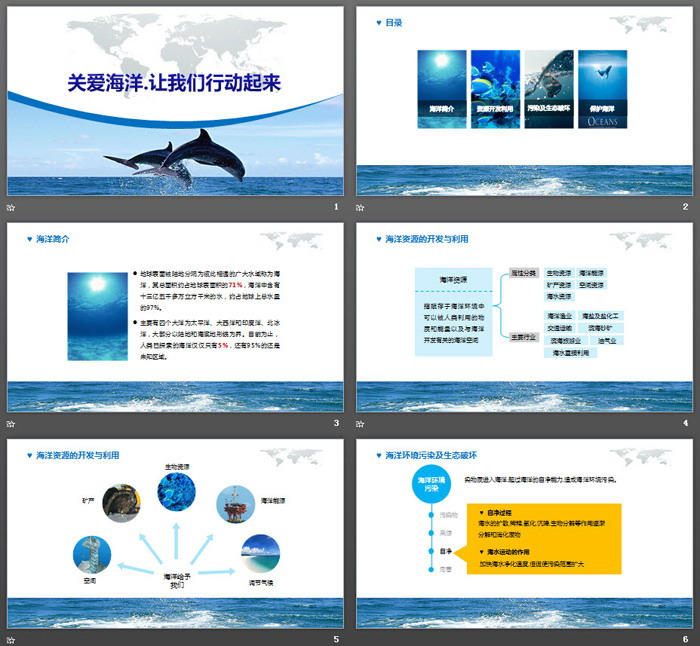 关爱海洋.让我们行动起来
1
♥ 目录
海洋简介
资源开发利用
污染及生态破坏
保护海洋
OCEANS
2
♥ 海洋简介
● 地球表面被陆地分隔为彼此相通的广大水域称为海
洋，其总面积约占地球表面积的71%，海洋中含有
十三亿五千多万立方千米的水，约占地球上总水量
的97%。
● 主要有四个大洋为太平洋、大西洋和印度洋、北冰
洋，大部分以陆地和海底地形线为界。目前为止，
人类已探索的海洋仅仅只有5%，还有95%的还是
未知区域。
3
♥ 海洋资源的开发与利用
海洋资源
指赋存于海洋环境中
可以被人类利用的物
质和能量以及与海洋
开发有关的海洋空间
属性分类
生物资源 海洋能源
矿产资源 空间资源
海水资源
主要行业
海洋渔业 海盐及盐化工
交通运输 滨海砂矿
滨海旅游业 油气业
海水直接利用
4
♥ 海洋资源的开发与利用
生物资源
矿产
海洋能源
空间
调节气候
海洋给予
我们
5
♥ 海洋环境污染及生态破坏
海洋环境
污染
染物质进入海洋,超过海洋的自净能力,造成海洋环境污染。
污染物
来源
自净
危害
♥ 自净过程
海水的扩散,稀释,氧化,沉降,生物分解等作用逐渐
分解和消化废物
♥ 海水运动的作用
加快海水净化速度,但促使污染范围扩大
6